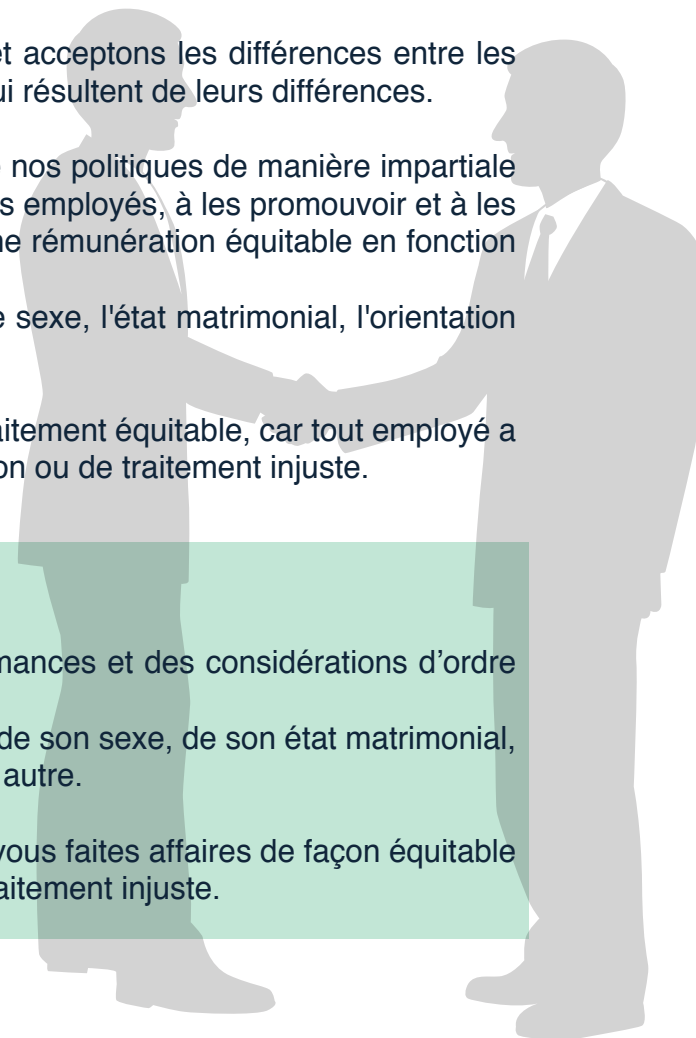 et acceptons les différences entre les
ui résultent de leurs différences.
nos politiques de manière impartiale
s employés, à les promouvoir et à les
ne rémunération équitable en fonction
e sexe, l'état matrimonial, l'orientation
aitement équitable, car tout employé a
on ou de traitement injuste.
mances et des considérations d’ordre
de son sexe, de son état matrimonial,
autre.
vous faites affaires de façon équitable
aitement injuste.